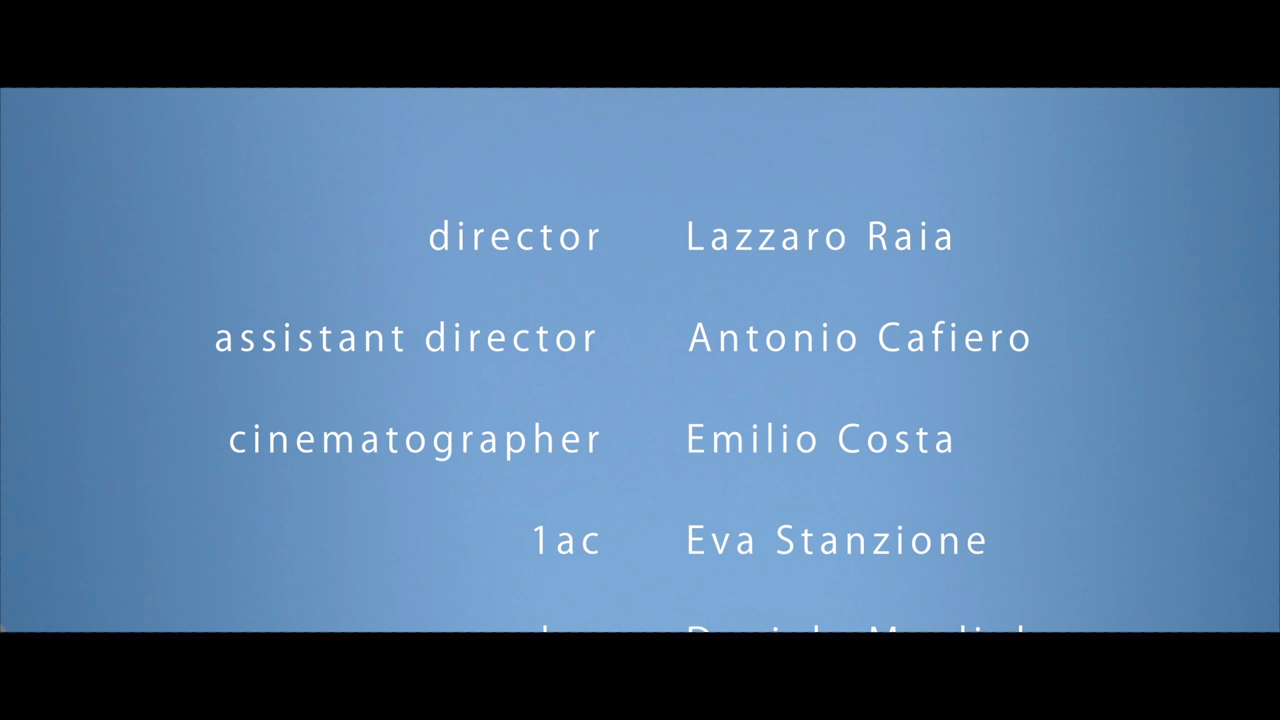 director Lazzaro Raia
assistant director Antonio Cafiero
cinematographer Emilio Costa
1ac Eva Stanzione